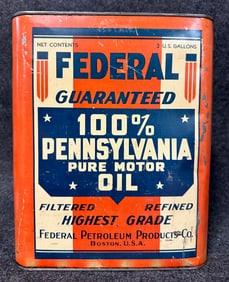 NET CONTENTS 2 U.S. GALLONS
FEDERAL
GUARANTEED
100%
PENNSYLVANIA
PURE MOTOR
OIL
FILTERED REFINED
HIGHEST GRADE
FEDERAL PETROLEUM PRODUCTS CO.
BOSTON, U.S.A.